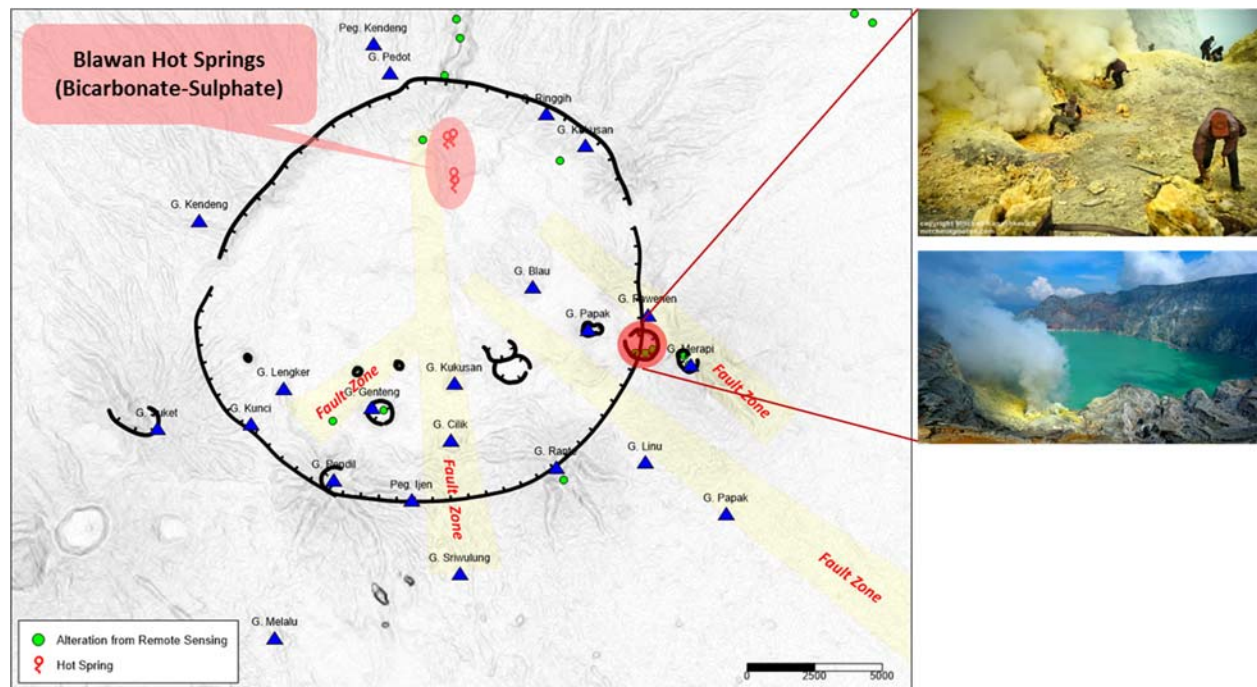 Blawan Hot Springs
(Bicarbonate-Sulphate)
Peg. Kendeng
G. Pedot
G. Ringgih
G. Kukusan
G. Kendeng
G. Blau
G. Papak
G. Merapi
G. Lengker
G. Kukusan
G. Genteng
G. Kunci
G. Cilik
G. Rante
G. Linu
G. Pendil
Peg. Ijen
G. Papak
G. Sriwulung
G. Melalu
Fault Zone
Fault Zone
Fault Zone
Fault Zone
Alteration from Remote Sensing
Hot Spring
0
2500
5000
copyright